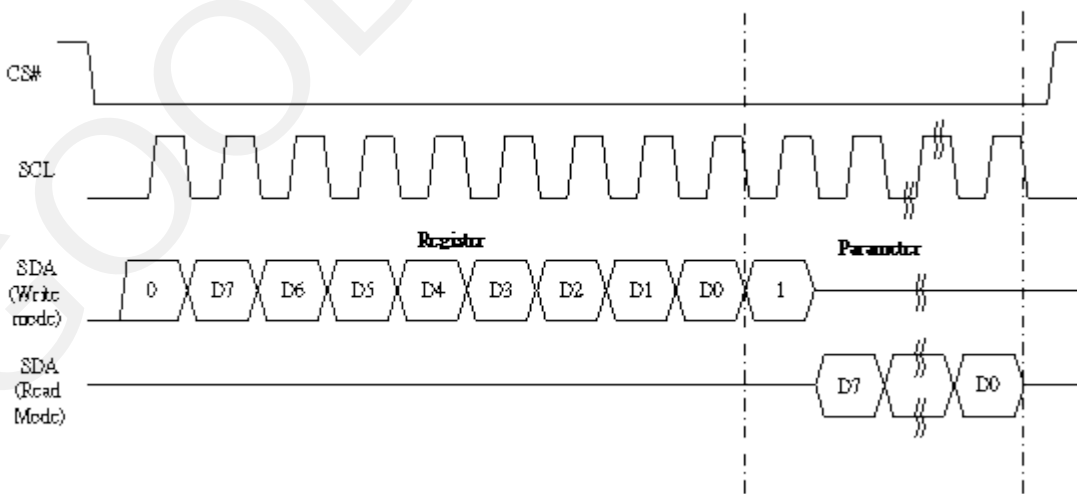 CS#
SCL
Register
Parameter
SDA
(Write
mode)
0 D7 D6 D5 D4 D3 D2 D1 D0 1
SDA
(Read
Mode)
D7 D0